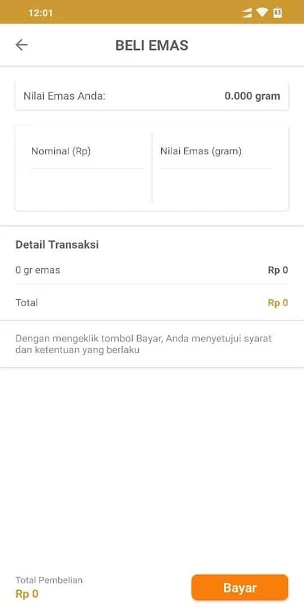 12:01
BELI EMAS
Nilai Emas Anda: 0.000 gram
Nominal (Rp) Nilai Emas (gram)
Detail Transaksi
0 gr emas Rp 0
Total Rp 0
Dengan mengeklik tombol Bayar, Anda menyetujui syarat
dan ketentuan yang berlaku
Total Pembelian
Rp 0
Bayar